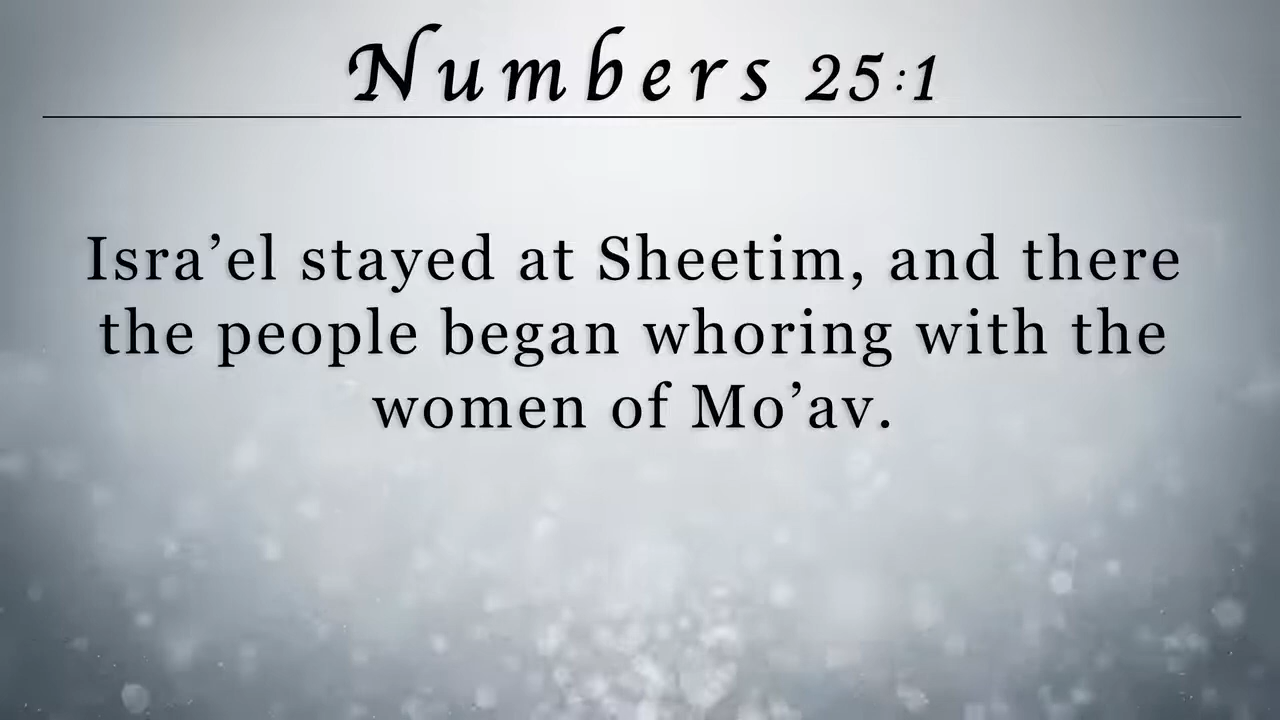 Numbers 25:1
Isra’el stayed at Sheetim, and there
the people began whoring with the
women of Mo’av.